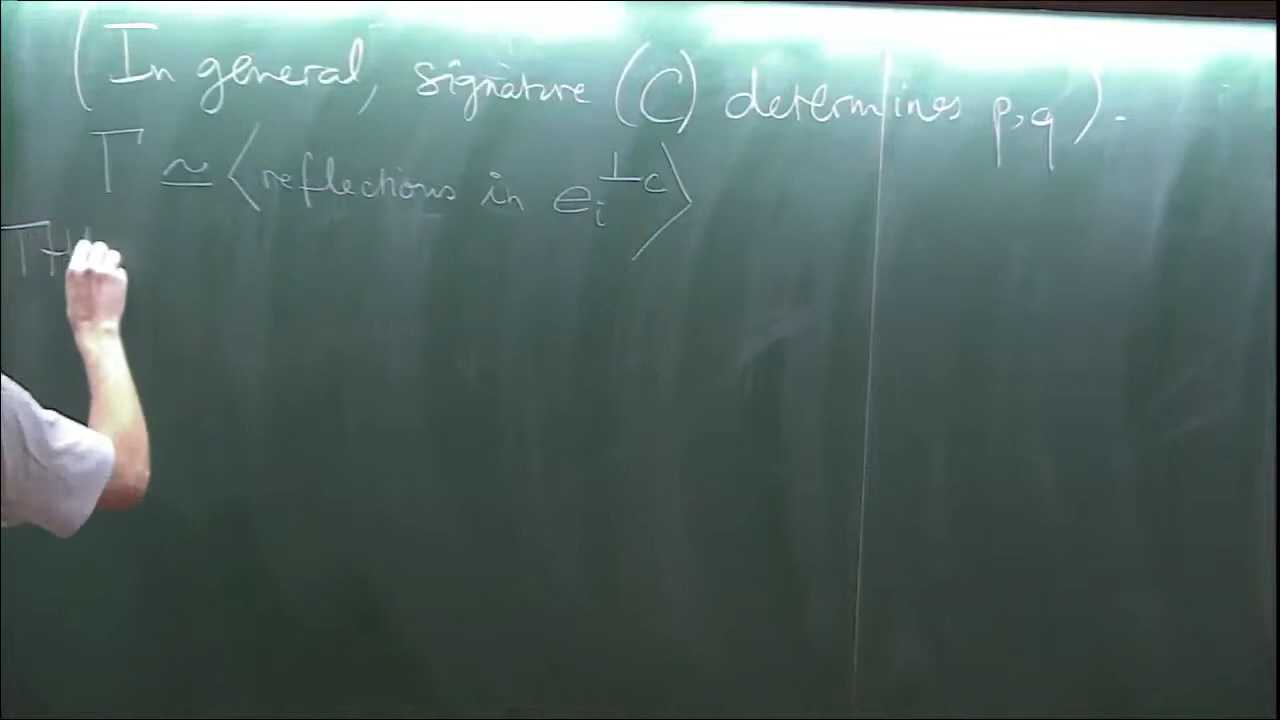 (In general, signature (C) determines p,q).
Γ ≃ ⟨reflections in e_i^{⊥_C}⟩